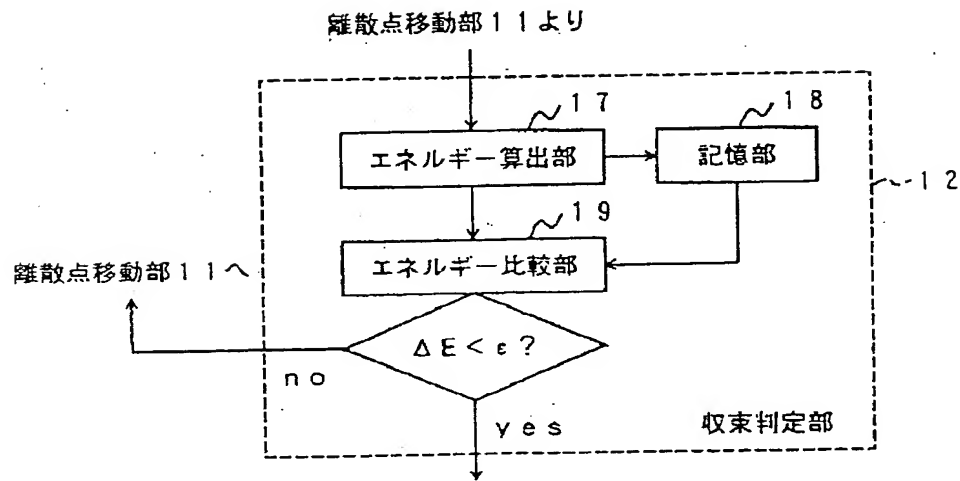 離散点移動部11より
17
18
エネルギー算出部
記憶部
12
19
エネルギー比較部
離散点移動部11へ
ΔE<ε?
no
yes
収束判定部